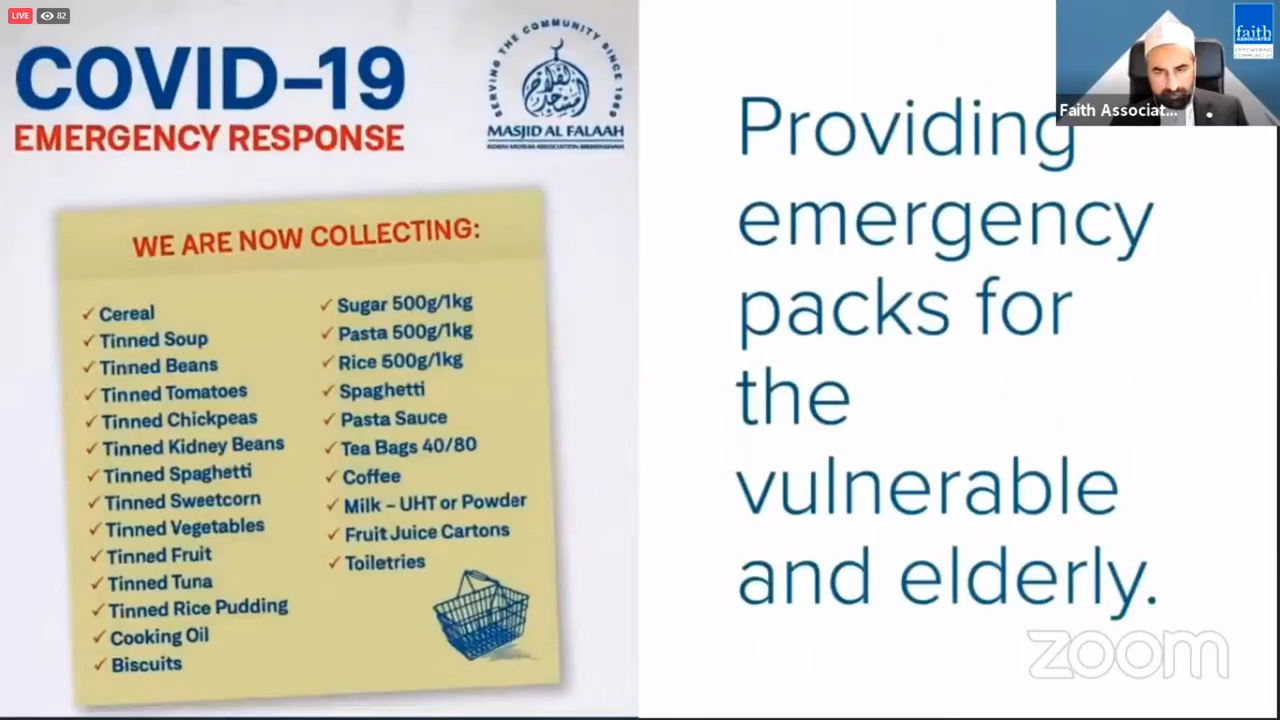 LIVE 82
COVID-19
EMERGENCY RESPONSE
SERVING THE COMMUNITY SINCE
MASJID AL FALAAH
WE ARE NOW COLLECTING:
✓ Cereal
✓ Tinned Soup
✓ Tinned Beans
✓ Tinned Tomatoes
✓ Tinned Chickpeas
✓ Tinned Kidney Beans
✓ Tinned Spaghetti
✓ Tinned Sweetcorn
✓ Tinned Vegetables
✓ Tinned Fruit
✓ Tinned Tuna
✓ Tinned Rice Pudding
✓ Cooking Oil
✓ Biscuits
✓ Sugar 500g/1kg
✓ Pasta 500g/1kg
✓ Rice 500g/1kg
✓ Spaghetti
✓ Pasta Sauce
✓ Tea Bags 40/80
✓ Coffee
✓ Milk – UHT or Powder
✓ Fruit Juice Cartons
✓ Toiletries
Providing
emergency
packs for
the
vulnerable
and elderly.
faith
ASSOCIATES
EMPOWERING
COMMUNITIES
Faith Associat...
zoom